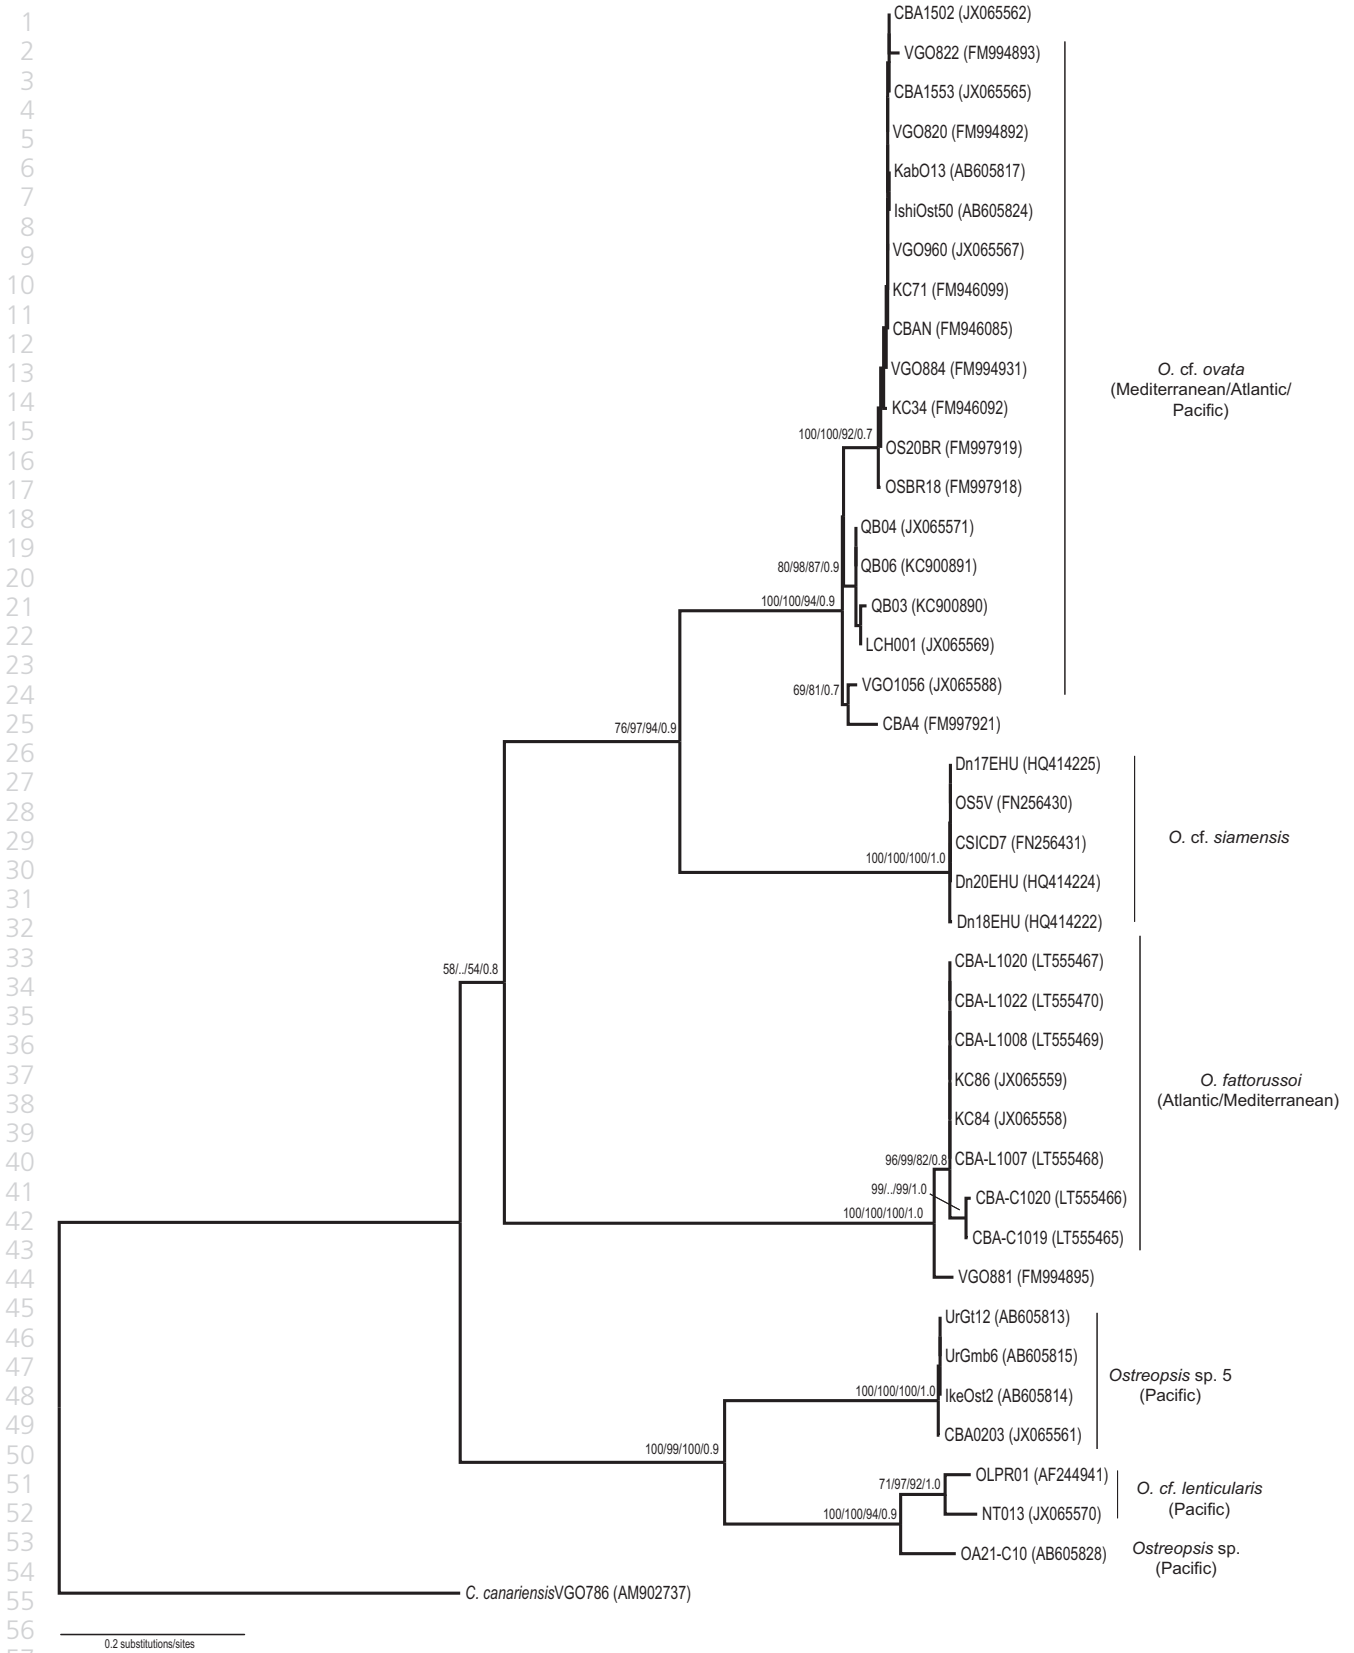 1
2
3
4
5
6
7
8
9
10
11
12
13
14
15
16
17
18
19
20
21
22
23
24
25
26
27
28
29
30
31
32
33
34
35
36
37
38
39
40
41
42
43
44
45
46
47
48
49
50
51
52
53
54
55
56
57
CBA1502 (JX065562)
VGO822 (FM994893)
CBA1553 (JX065565)
VGO820 (FM994892)
KabO13 (AB605817)
IshiOst50 (AB605824)
VGO960 (JX065567)
KC71 (FM946099)
CBAN (FM946085)
VGO884 (FM994931)
KC34 (FM946092)
OS20BR (FM997919)
OSBR18 (FM997918)
QB04 (JX065571)
QB06 (KC900891)
QB03 (KC900890)
LCH001 (JX065569)
VGO1056 (JX065588)
CBA4 (FM997921)
Dn17EHU (HQ414225)
OS5V (FN256430)
CSICD7 (FN256431)
Dn20EHU (HQ414224)
Dn18EHU (HQ414222)
CBA-L1020 (LT555467)
CBA-L1022 (LT555470)
CBA-L1008 (LT555469)
KC86 (JX065559)
KC84 (JX065558)
CBA-L1007 (LT555468)
CBA-C1020 (LT555466)
CBA-C1019 (LT555465)
VGO881 (FM994895)
UrGt12 (AB605813)
UrGmb6 (AB605815)
IkeOst2 (AB605814)
CBA0203 (JX065561)
OLPR01 (AF244941)
NT013 (JX065570)
OA21-C10 (AB605828)
C. canariensisVGO786 (AM902737)
100/100/92/0.7
80/98/87/0.9
100/100/94/0.9
69/81/0.7
76/97/94/0.9
100/100/100/1.0
58/../54/0.8
96/99/82/0.8
99/../99/1.0
100/100/100/1.0
100/100/100/1.0
100/99/100/0.9
71/97/92/1.0
100/100/94/0.9
O. cf. ovata
(Mediterranean/Atlantic/
Pacific)
O. cf. siamensis
O. fattorussoi
(Atlantic/Mediterranean)
Ostreopsis sp. 5
(Pacific)
O. cf. lenticularis
(Pacific)
Ostreopsis sp.
(Pacific)
0.2 substitutions/sites